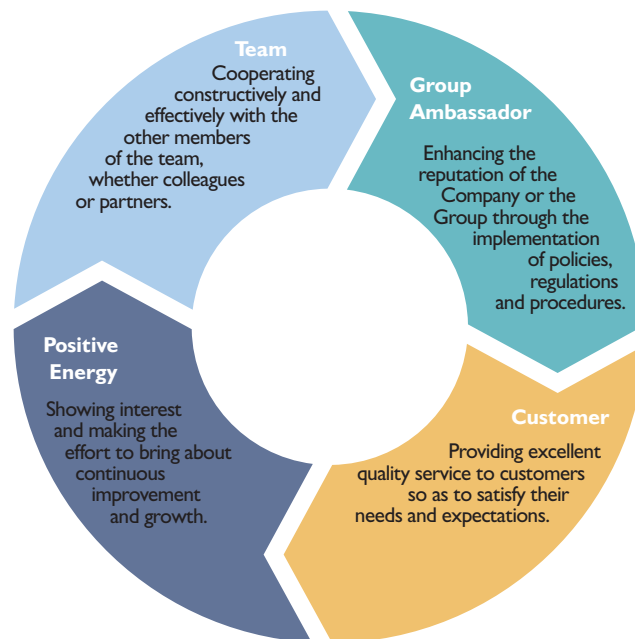 Team
Cooperating
constructively and
effectively with the
other members
of the team,
whether colleagues
or partners.
Group
Ambassador
Enhancing the
reputation of the
Company or the
Group through the
implementation
of policies,
regulations
and procedures.
Positive
Energy
Showing interest
and making the
effort to bring about
continuous
improvement
and growth.
Customer
Providing excellent
quality service to customers
so as to satisfy their
needs and expectations.